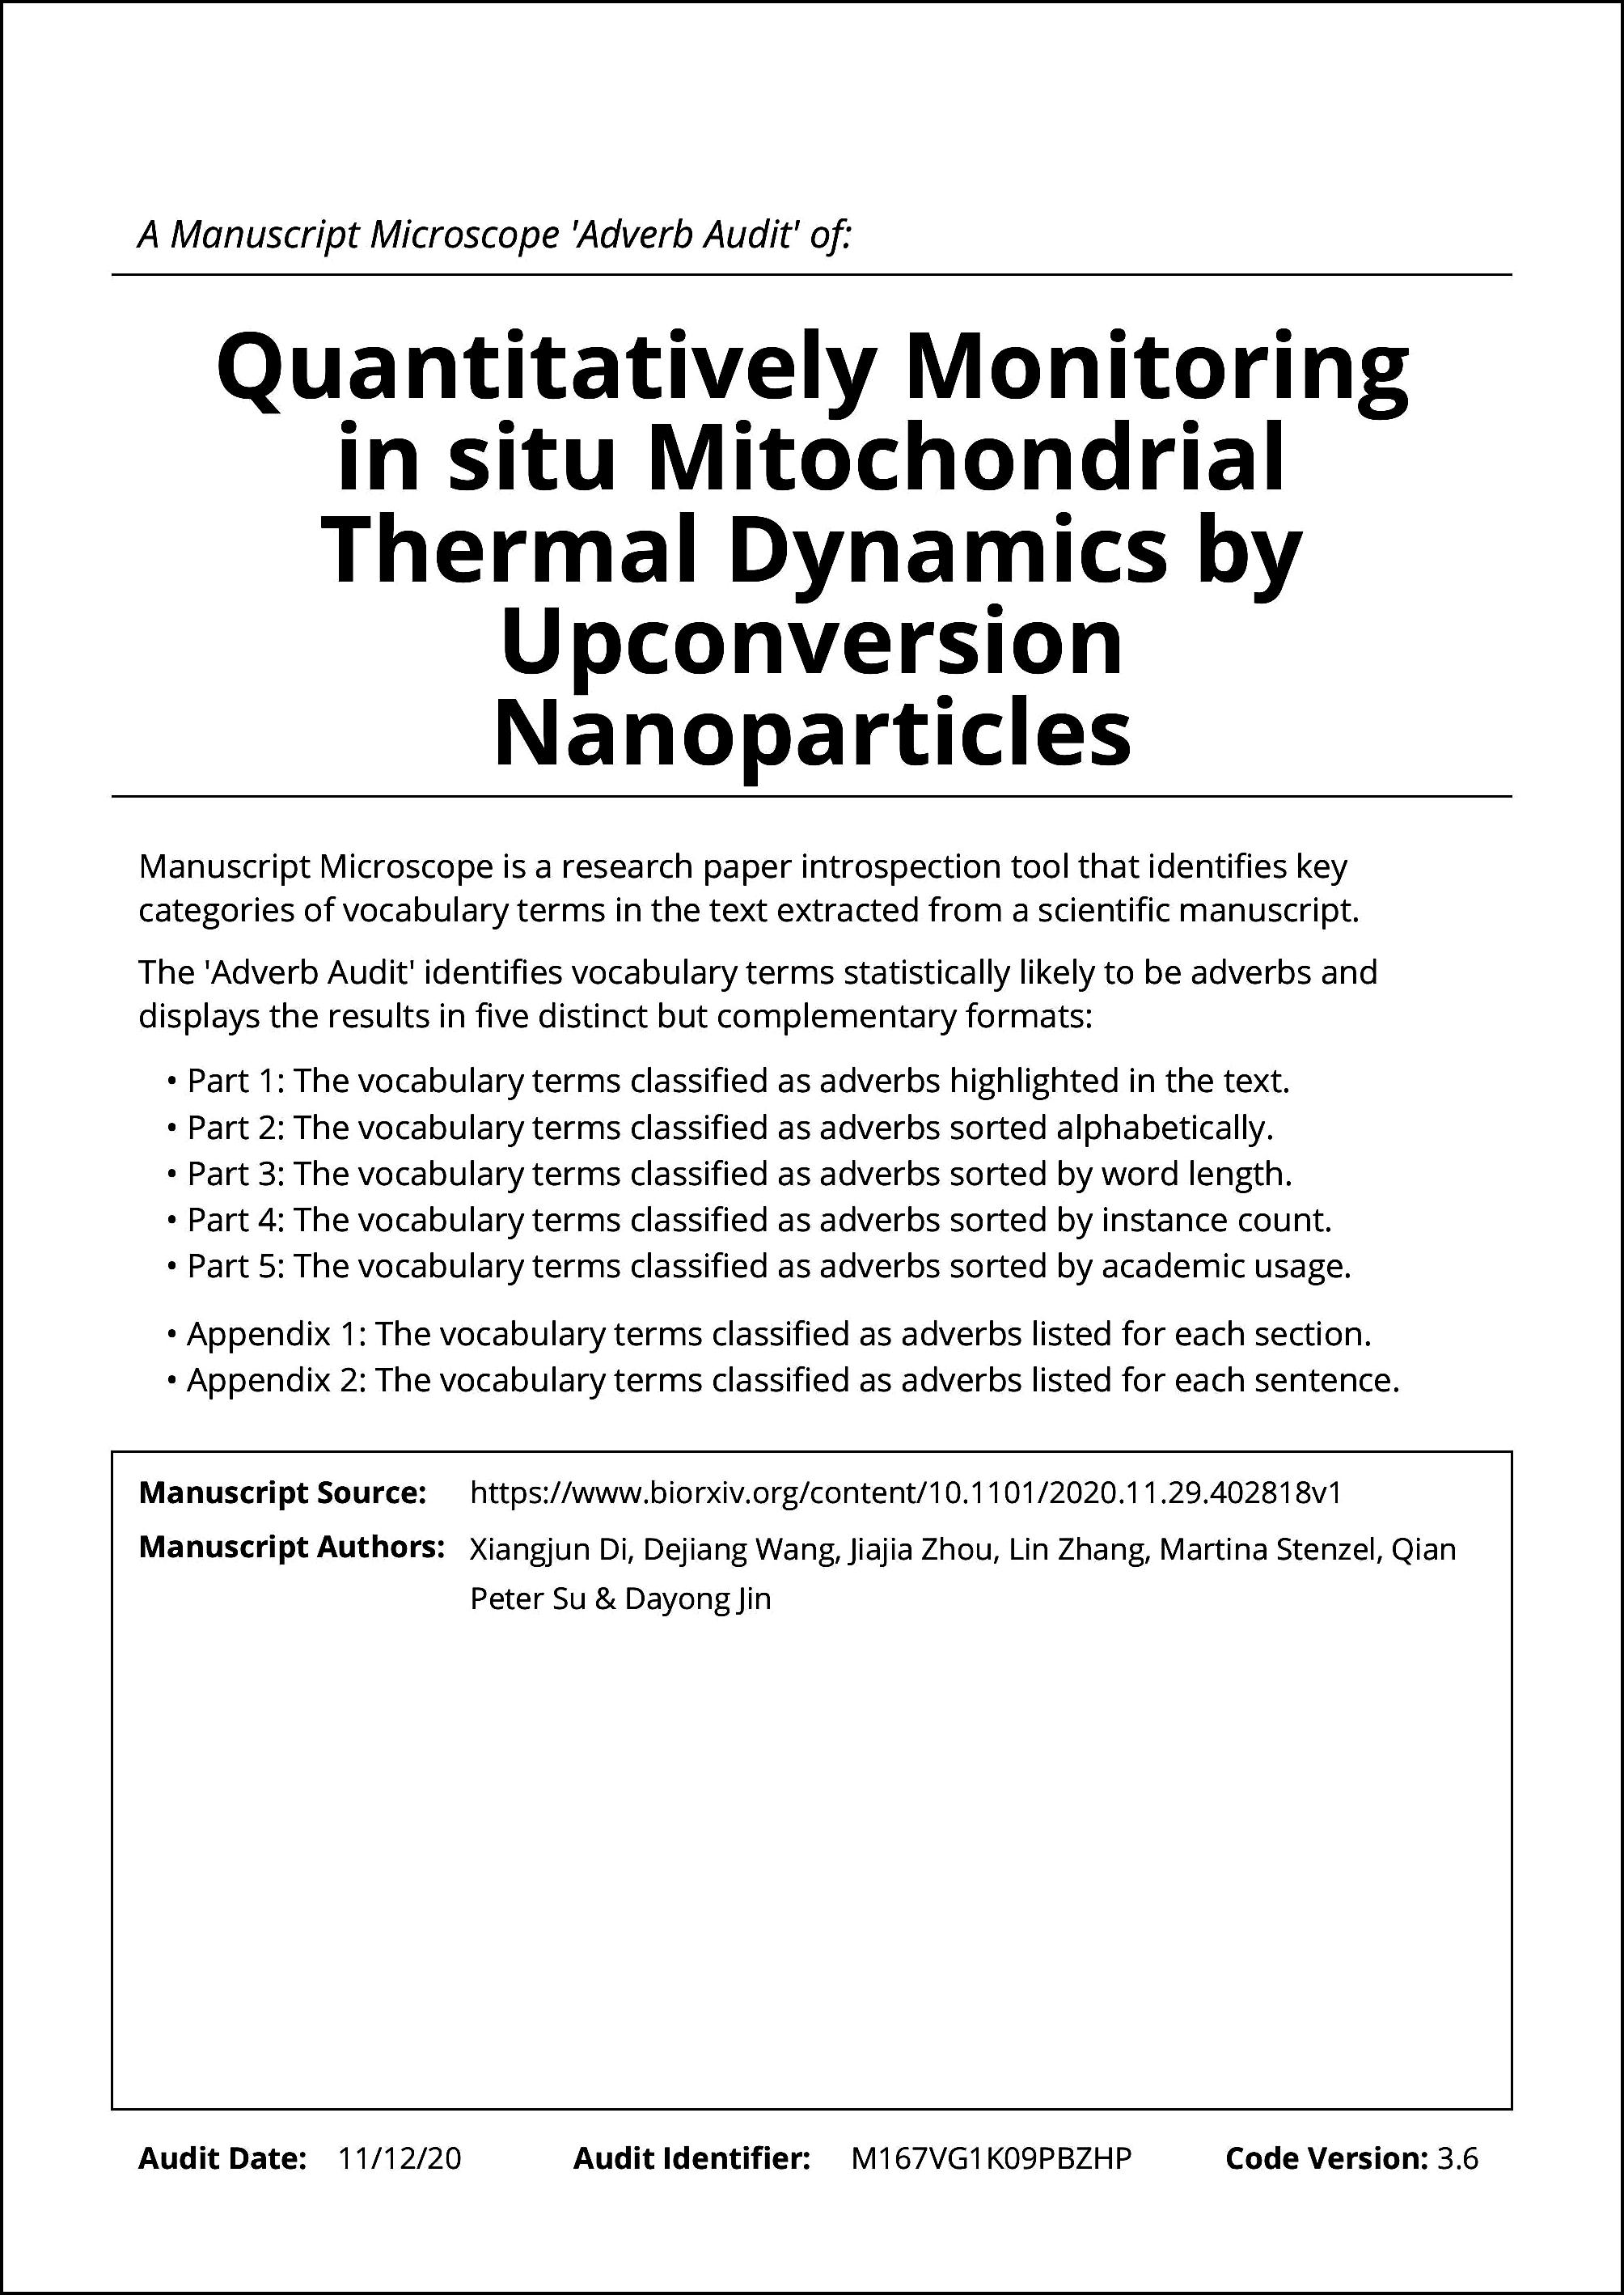 A Manuscript Microscope 'Adverb Audit' of:
Quantitatively Monitoring
in situ Mitochondrial
Thermal Dynamics by
Upconversion
Nanoparticles
Manuscript Microscope is a research paper introspection tool that identifies key
categories of vocabulary terms in the text extracted from a scientific manuscript.
The 'Adverb Audit' identifies vocabulary terms statistically likely to be adverbs and
displays the results in five distinct but complementary formats:
• Part 1: The vocabulary terms classified as adverbs highlighted in the text.
• Part 2: The vocabulary terms classified as adverbs sorted alphabetically.
• Part 3: The vocabulary terms classified as adverbs sorted by word length.
• Part 4: The vocabulary terms classified as adverbs sorted by instance count.
• Part 5: The vocabulary terms classified as adverbs sorted by academic usage.
• Appendix 1: The vocabulary terms classified as adverbs listed for each section.
• Appendix 2: The vocabulary terms classified as adverbs listed for each sentence.
Manuscript Source: https://www.biorxiv.org/content/10.1101/2020.11.29.402818v1
Manuscript Authors: Xiangjun Di, Dejiang Wang, Jiajia Zhou, Lin Zhang, Martina Stenzel, Qian
Peter Su & Dayong Jin
Audit Date: 11/12/20 Audit Identifier: M167VG1K09PBZHP Code Version: 3.6